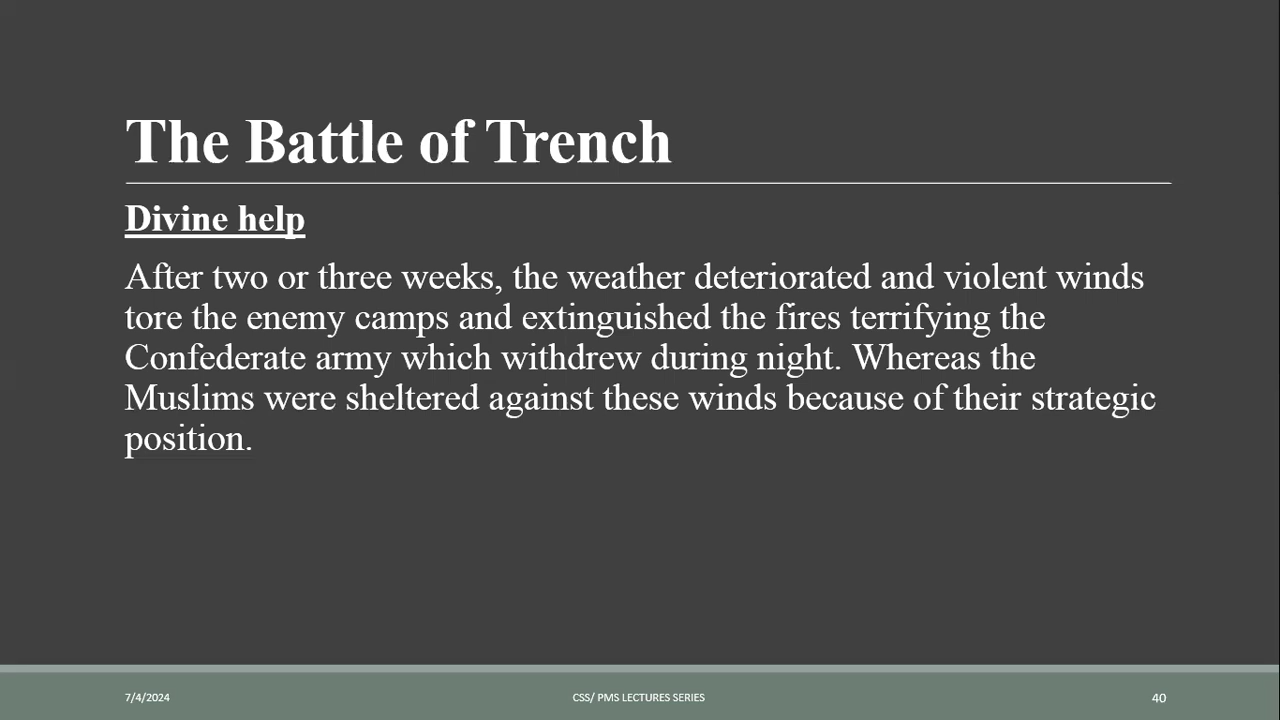 The Battle of Trench
Divine help
After two or three weeks, the weather deteriorated and violent winds
tore the enemy camps and extinguished the fires terrifying the
Confederate army which withdrew during night. Whereas the
Muslims were sheltered against these winds because of their strategic
position.
7/4/2024
CSS/ PMS LECTURES SERIES
40